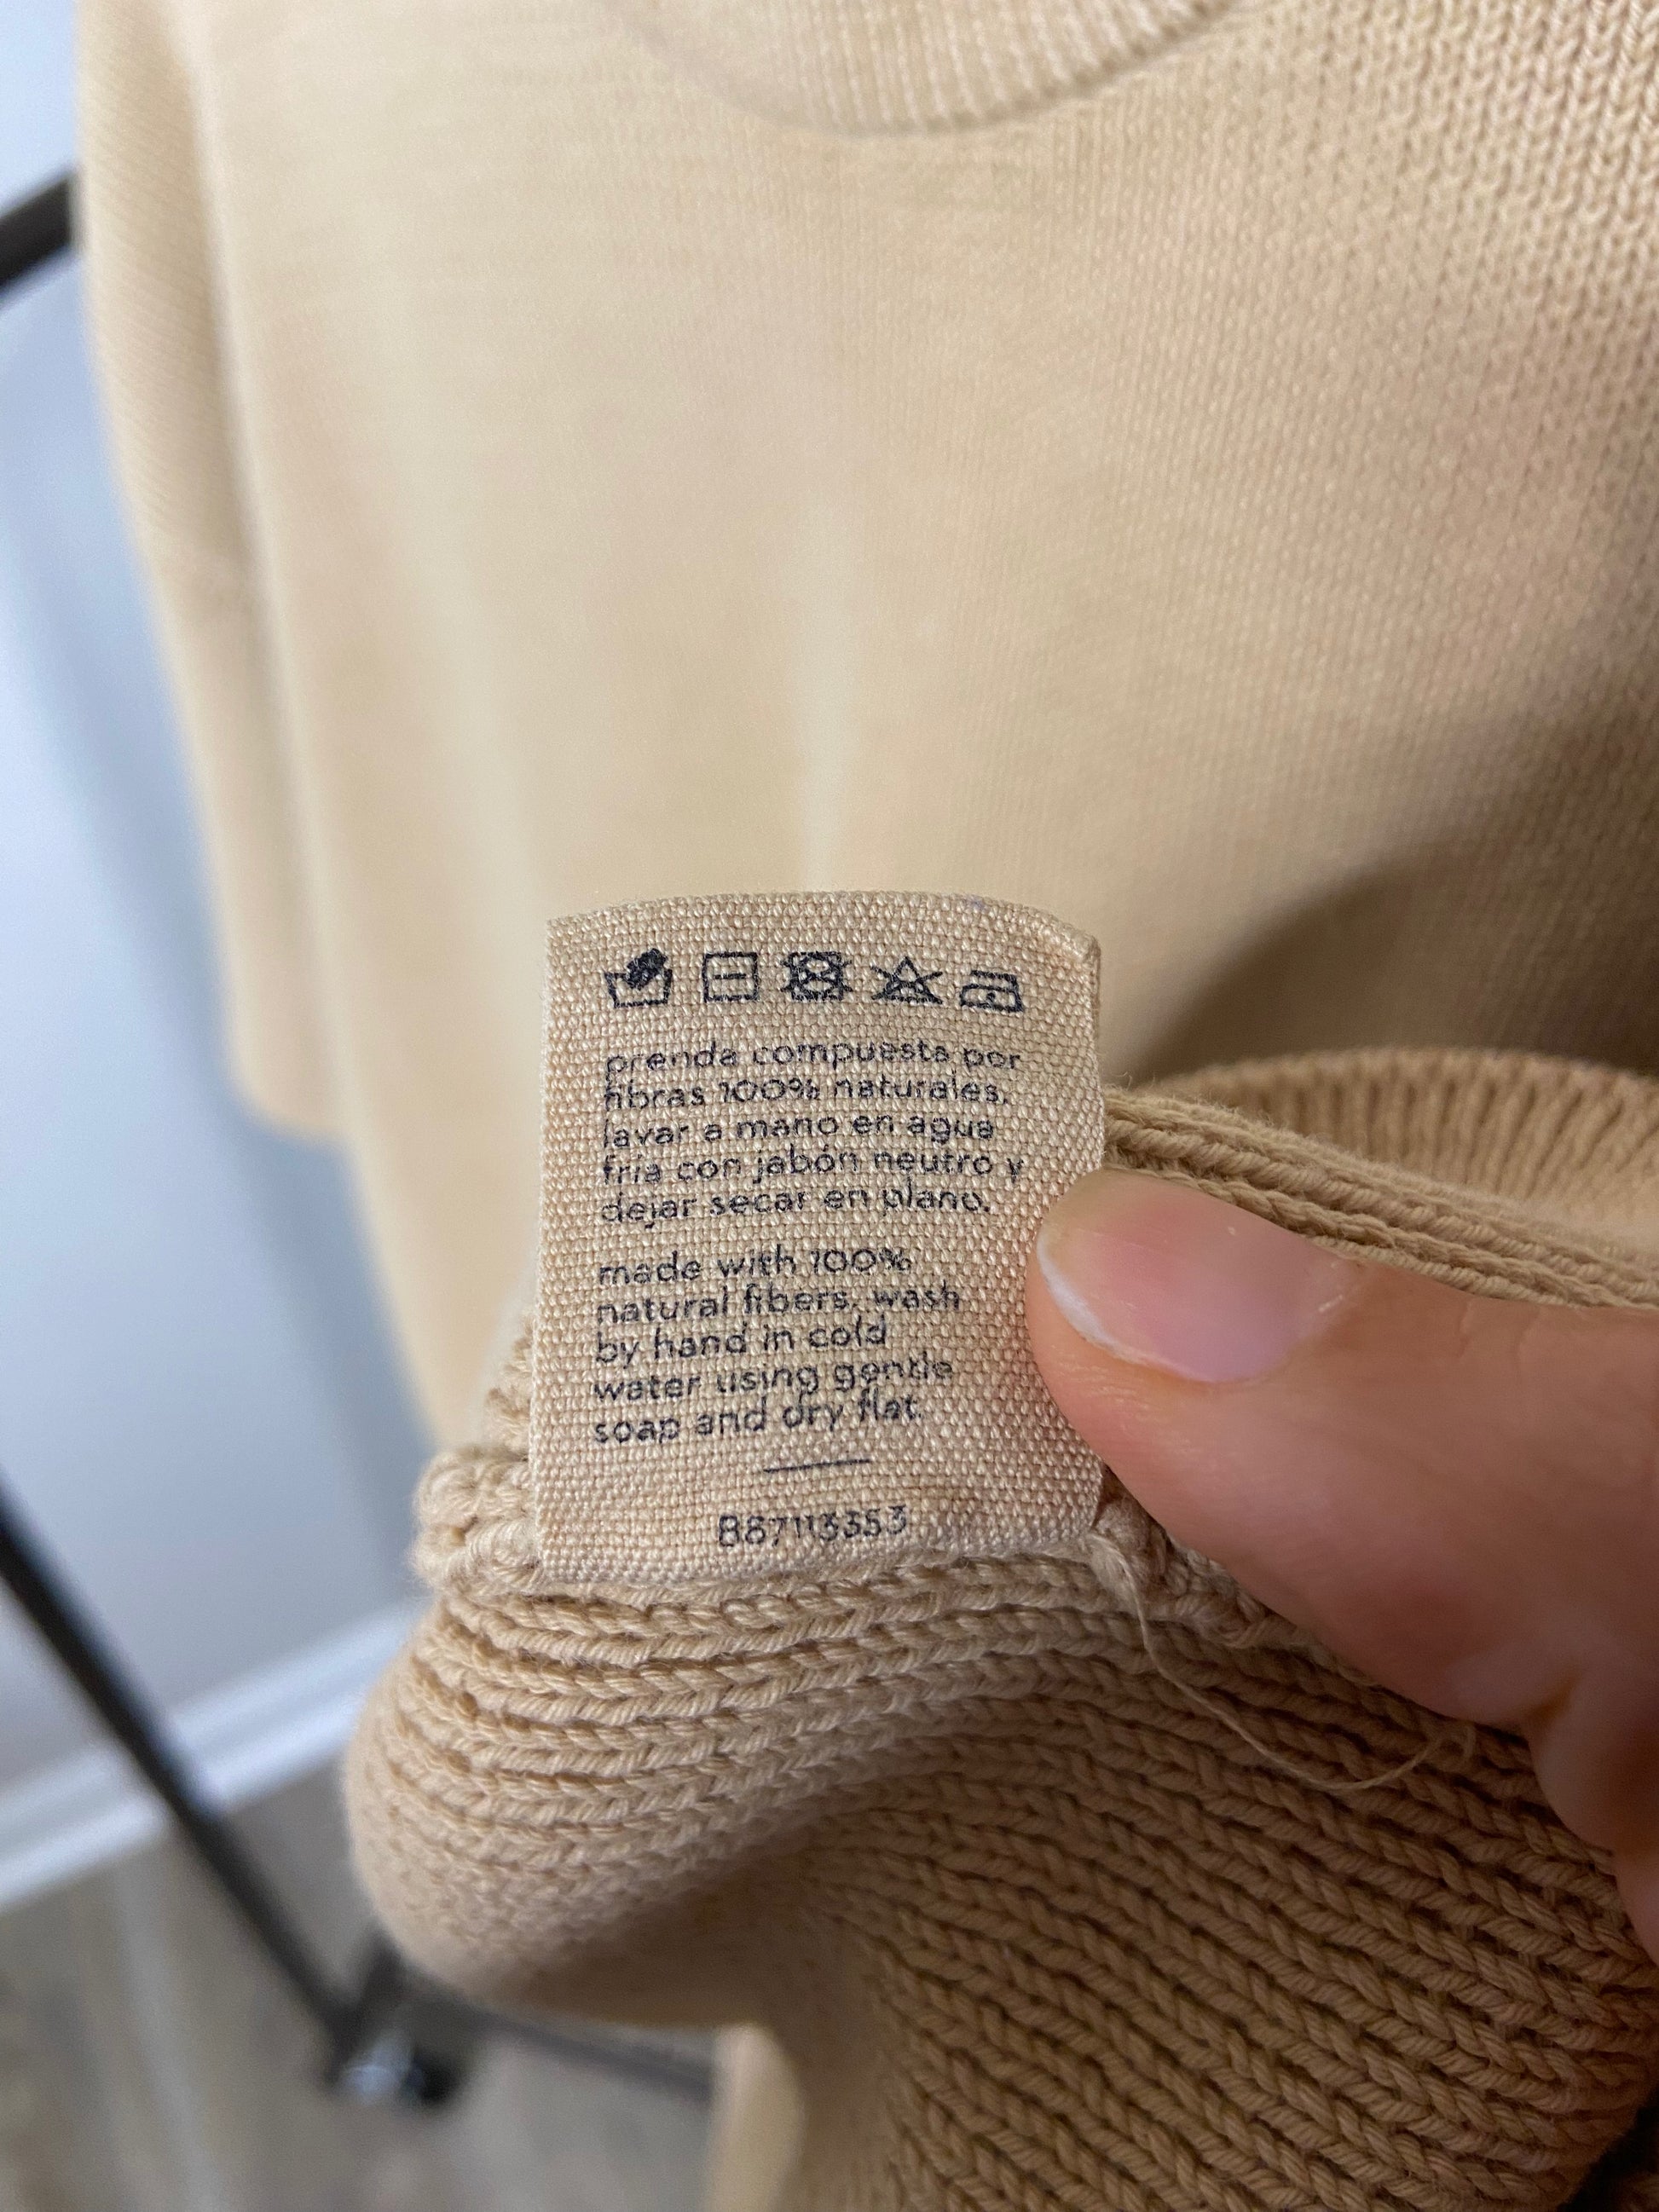 prenda compuesta por
fibras 100% naturales.
lavar a mano en agua
fría con jabón neutro y
dejar secar en plano.
made with 100%
natural fibers. wash
by hand in cold
water using gentle
soap and dry flat.
B87113353